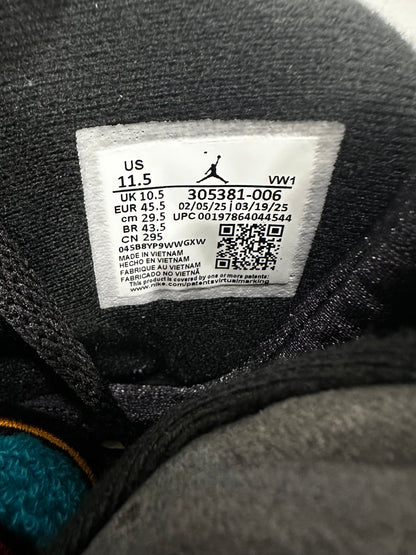 US
11.5 VW1
UK 10.5 305381-006
EUR 45.5 02/05/25 | 03/19/25
cm 29.5 UPC 00197864044544
BR 43.5
CN 295
045B8YP9WWGXW
MADE IN VIETNAM
HECHO EN VIETNAM
FABRIQUE AU VIETNAM
FABRICADO NO VIETNÃ
This product is covered by one or more patents:
www.nike.com/patentsvirtualmarking